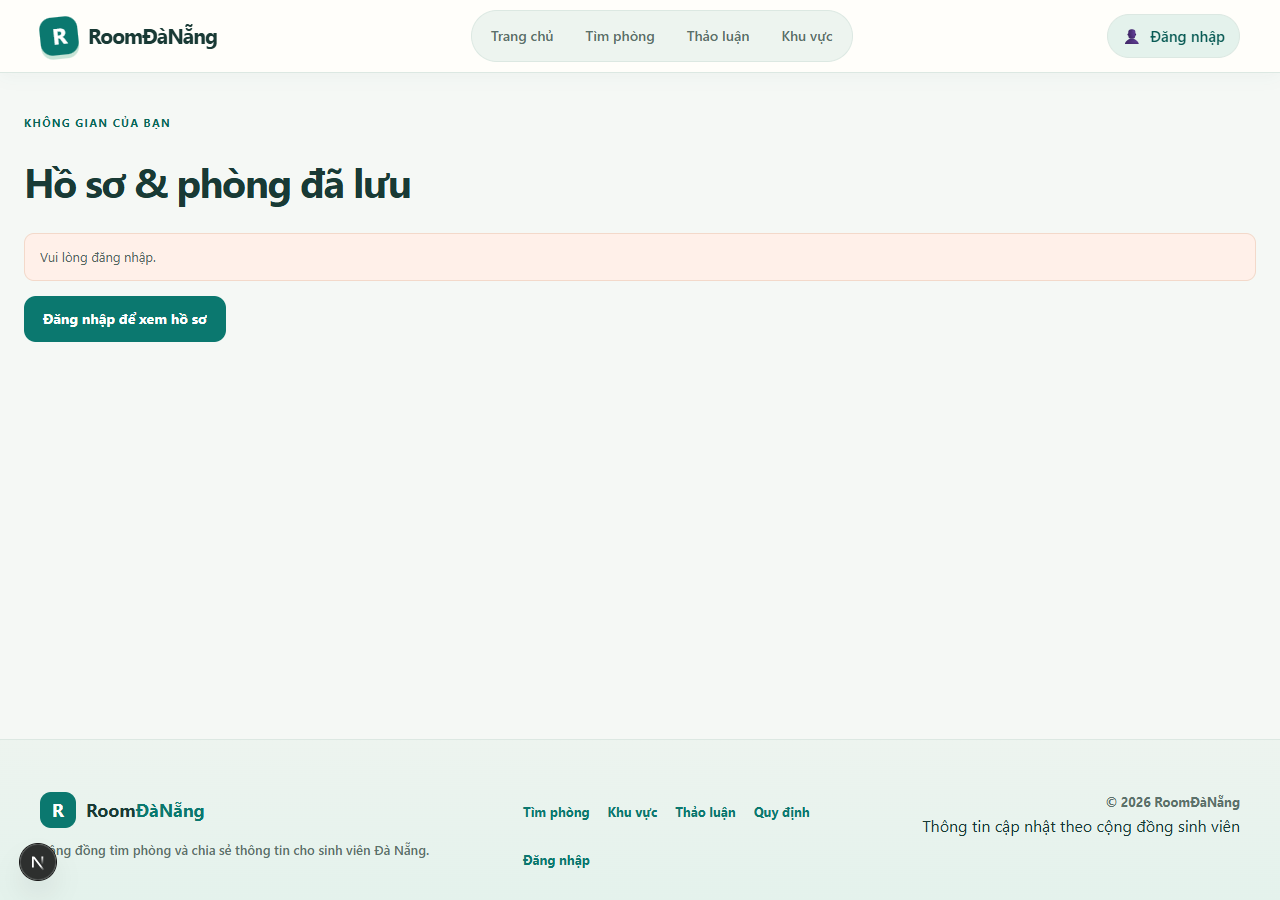 R RoomĐàNẵng
Trang chủ Tìm phòng Thảo luận Khu vực
Đăng nhập
KHÔNG GIAN CỦA BẠN
Hồ sơ & phòng đã lưu
Vui lòng đăng nhập.
Đăng nhập để xem hồ sơ
R RoomĐàNẵng
đồng tìm phòng và chia sẻ thông tin cho sinh viên Đà Nẵng.
N
Tìm phòng Khu vực Thảo luận Quy định
Đăng nhập
© 2026 RoomĐàNẵng
Thông tin cập nhật theo cộng đồng sinh viên